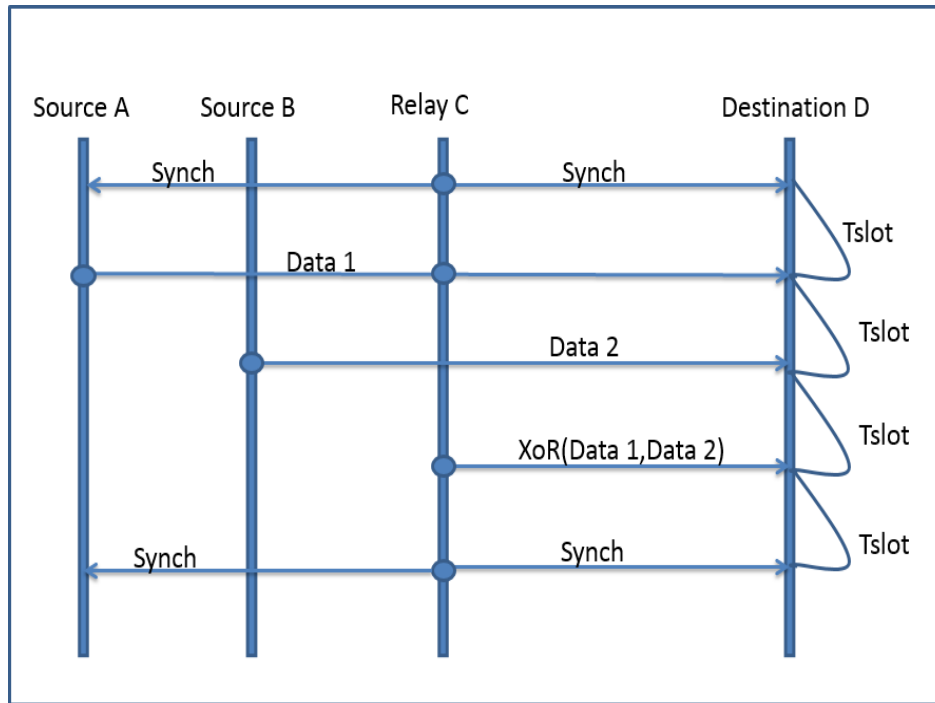 Source A
Source B
Relay C
Destination D
Synch
Synch
Tslot
Data 1
Tslot
Data 2
Tslot
XoR(Data 1,Data 2)
Tslot
Synch
Synch